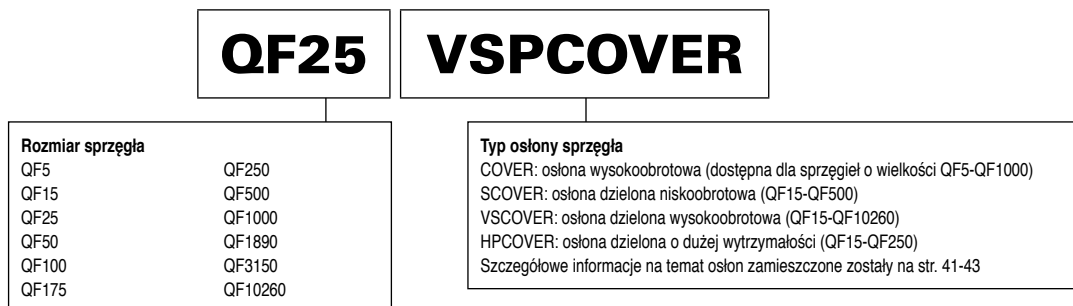 QF25 VSPCOVER
Rozmiar sprzęgła
QF5 QF250
QF15 QF500
QF25 QF1000
QF50 QF1890
QF100 QF3150
QF175 QF10260
Typ osłony sprzęgła
COVER: osłona wysokoobrotowa (dostępna dla sprzęgieł o wielkości QF5-QF1000)
SCOVER: osłona dzielona niskoobrotowa (QF15-QF500)
VSCOVER: osłona dzielona wysokoobrotowa (QF15-QF10260)
HPCOVER: osłona dzielona o dużej wytrzymałości (QF15-QF250)
Szczegółowe informacje na temat osłon zamieszczone zostały na str. 41-43